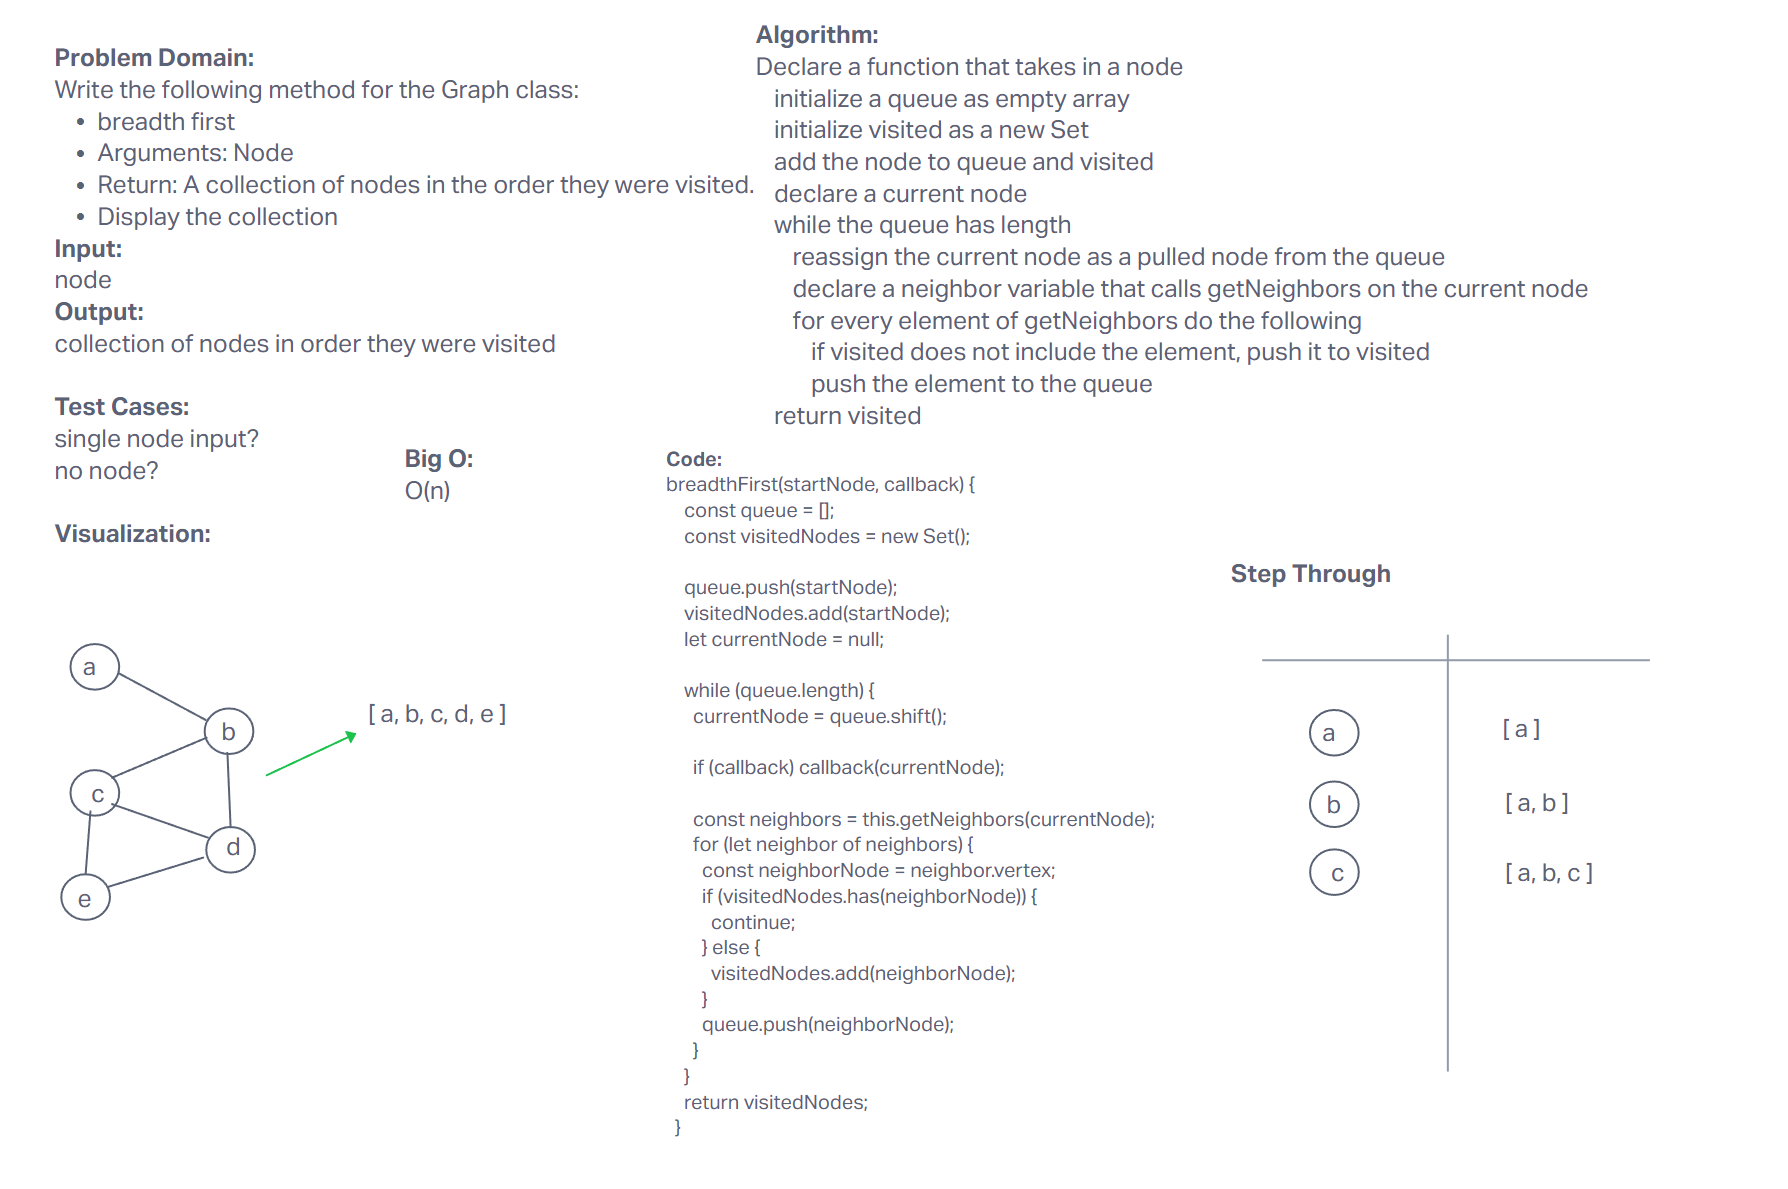 Problem Domain:
Write the following method for the Graph class:
• breadth first
• Arguments: Node
• Return: A collection of nodes in the order they were visited.
• Display the collection
Input:
node
Output:
collection of nodes in order they were visited
Test Cases:
single node input?
no node?
Big O:
O(n)
Visualization:
a
b
c
d
e
[ a, b, c, d, e ]
Algorithm:
Declare a function that takes in a node
initialize a queue as empty array
initialize visited as a new Set
add the node to queue and visited
declare a current node
while the queue has length
reassign the current node as a pulled node from the queue
declare a neighbor variable that calls getNeighbors on the current node
for every element of getNeighbors do the following
if visited does not include the element, push it to visited
push the element to the queue
return visited
Code:
breadthFirst(startNode, callback) {
const queue = [];
const visitedNodes = new Set();
queue.push(startNode);
visitedNodes.add(startNode);
let currentNode = null;
while (queue.length) {
currentNode = queue.shift();
if (callback) callback(currentNode);
const neighbors = this.getNeighbors(currentNode);
for (let neighbor of neighbors) {
const neighborNode = neighbor.vertex;
if (visitedNodes.has(neighborNode)) {
continue;
} else {
visitedNodes.add(neighborNode);
}
queue.push(neighborNode);
}
}
return visitedNodes;
}
Step Through
a [ a ]
b [ a, b ]
c [ a, b, c ]